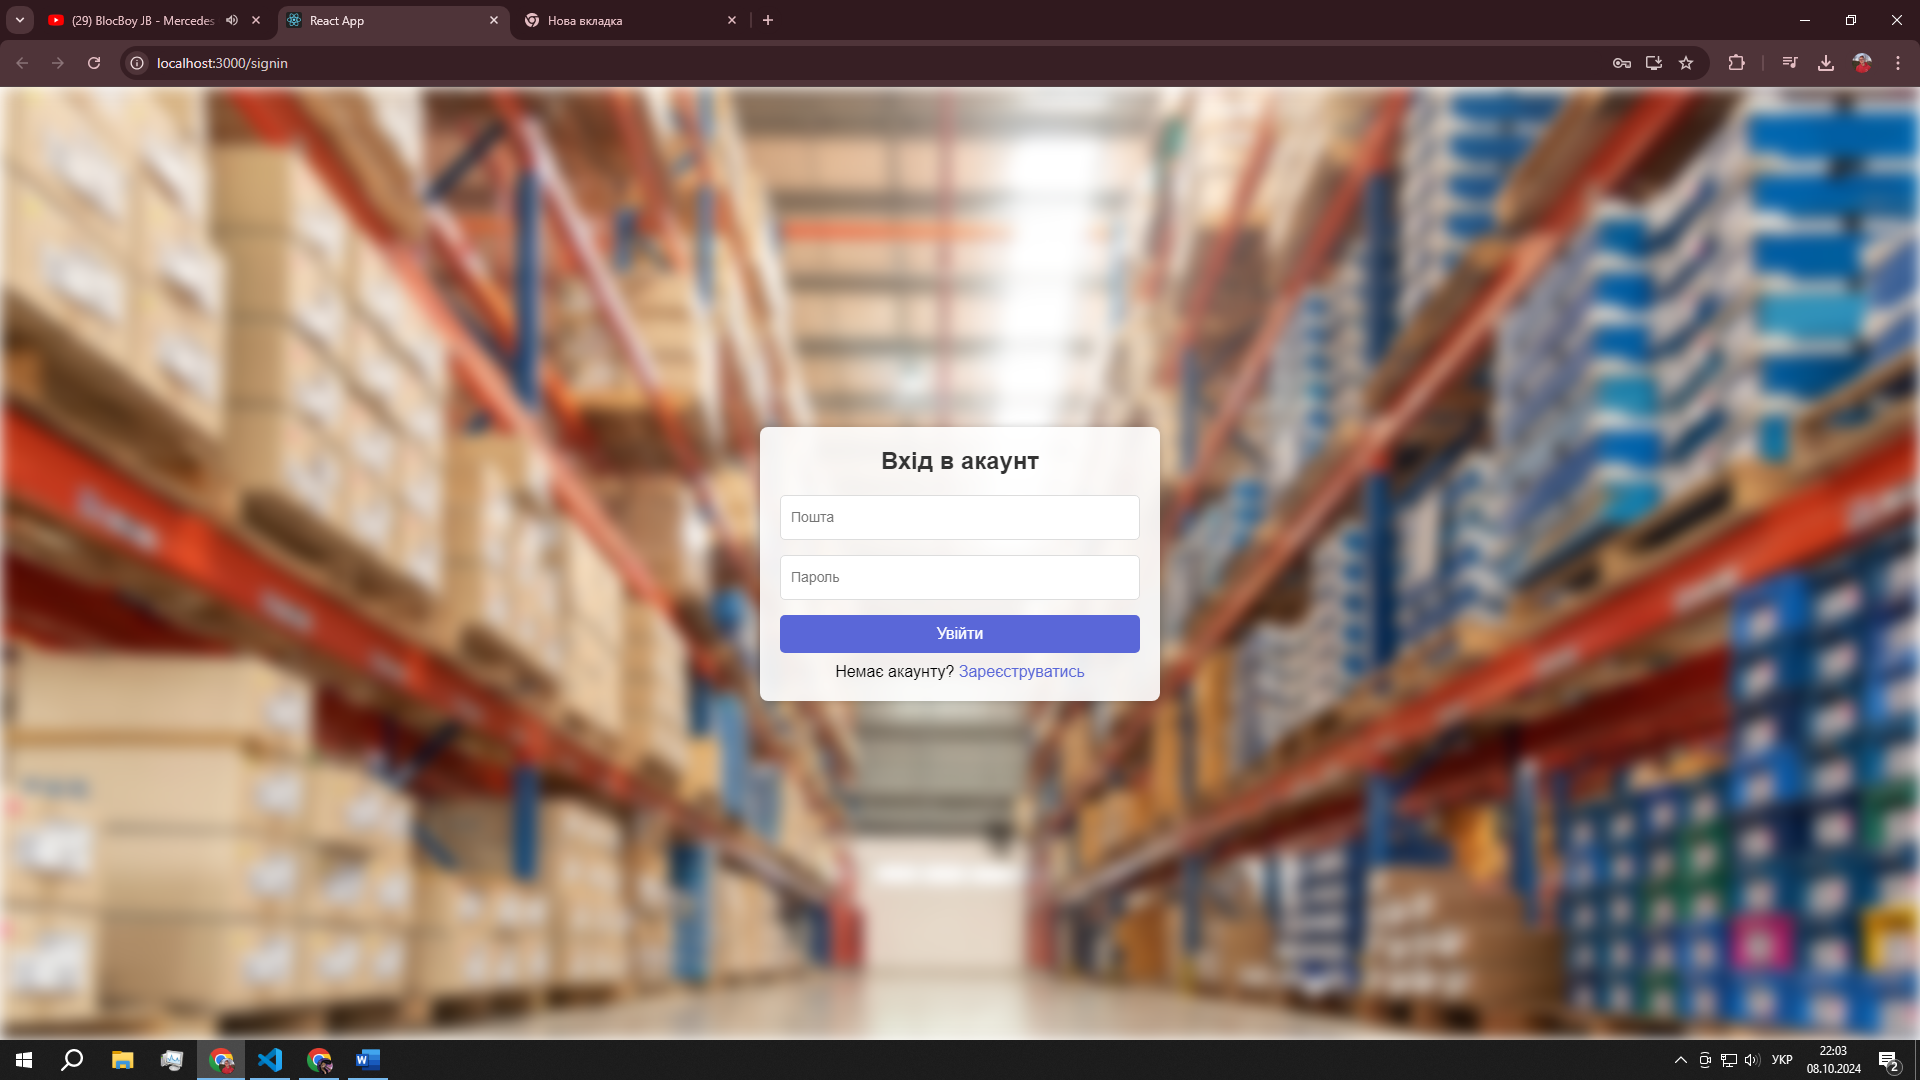 (29) BlocBoy JB - Mercedes
React App
Нова вкладка
localhost:3000/signin
Вхід в акаунт
Пошта
Пароль
Увійти
Немає акаунту? Зареєструватись
УКР
22:03
08.10.2024
2